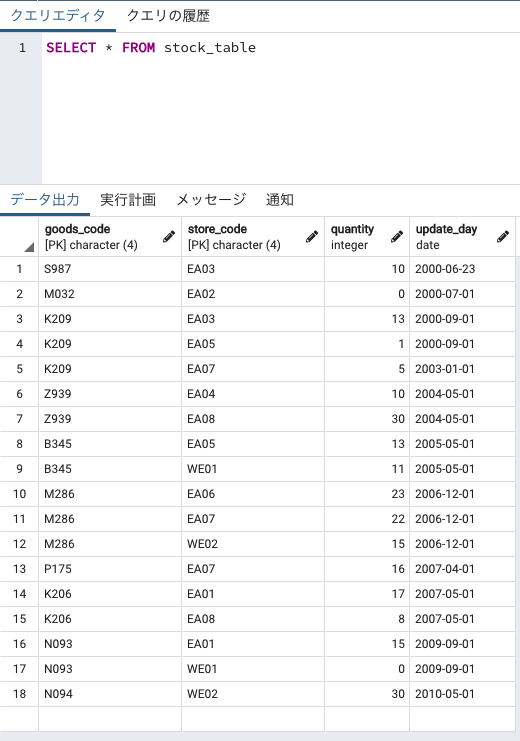 クエリエディタ クエリの履歴
1 SELECT * FROM stock_table
データ出力 実行計画 メッセージ 通知
goods_code store_code quantity update_day
[PK] character (4) [PK] character (4) integer date
1 S987 EA03 10 2000-06-23
2 M032 EA02 0 2000-07-01
3 K209 EA03 13 2000-09-01
4 K209 EA05 1 2000-09-01
5 K209 EA07 5 2003-01-01
6 Z939 EA04 10 2004-05-01
7 Z939 EA08 30 2004-05-01
8 B345 EA05 13 2005-05-01
9 B345 WE01 11 2005-05-01
10 M286 EA06 23 2006-12-01
11 M286 EA07 22 2006-12-01
12 M286 WE02 15 2006-12-01
13 P175 EA07 16 2007-04-01
14 K206 EA01 17 2007-05-01
15 K206 EA08 8 2007-05-01
16 N093 EA01 15 2009-09-01
17 N093 WE01 0 2009-09-01
18 N094 WE02 30 2010-05-01